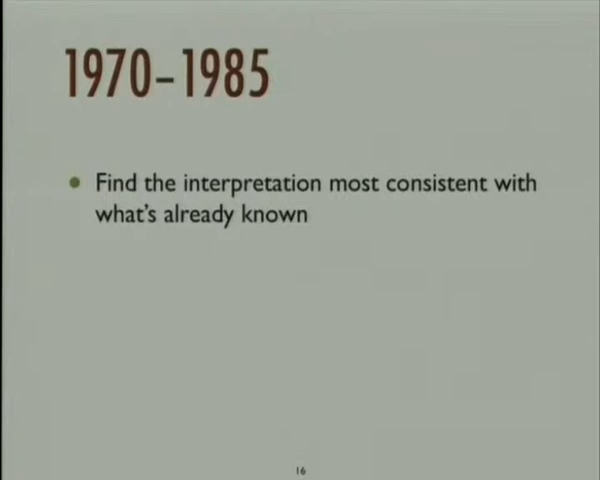 1970–1985
• Find the interpretation most consistent with
what's already known
16